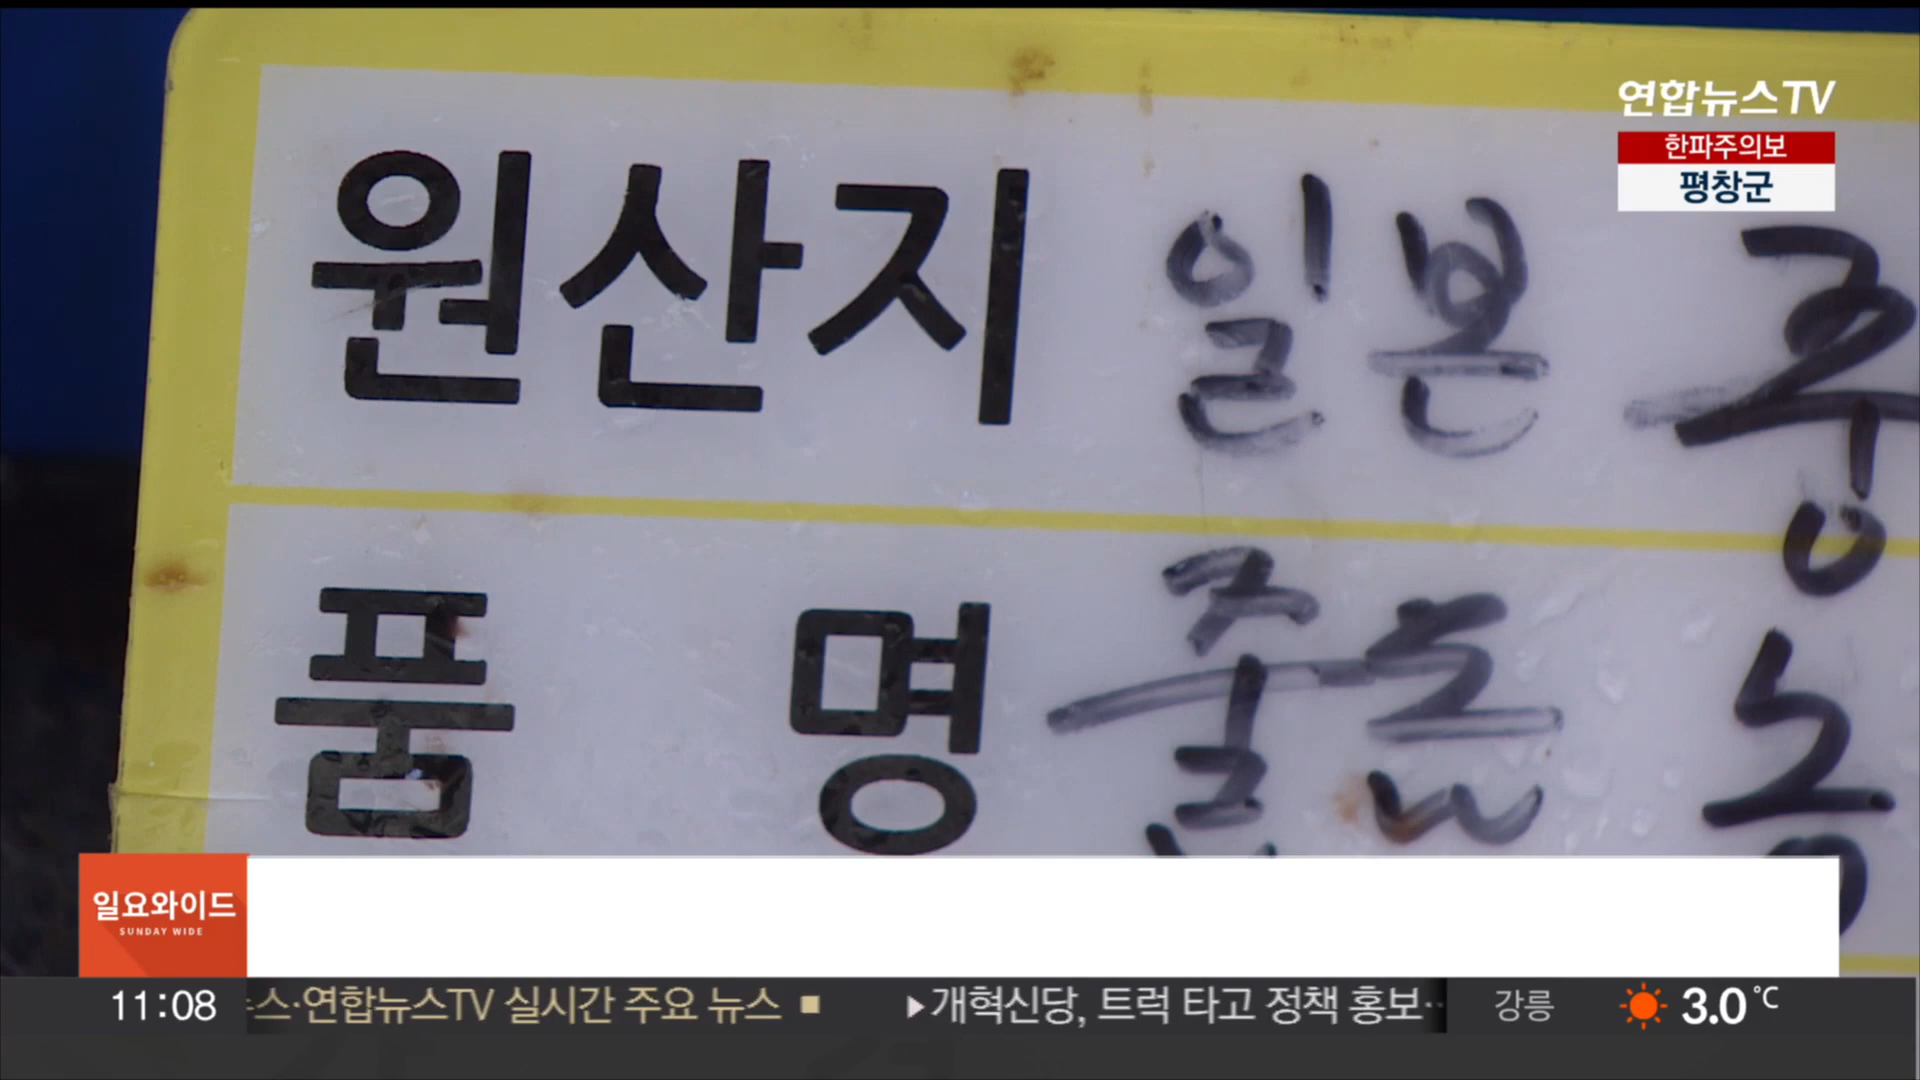 연합뉴스TV
한파주의보
평창군
원산지 일본
품 명
일요와이드
SUNDAY WIDE
11:08 스·연합뉴스TV 실시간 주요 뉴스 ■ ▶개혁신당, 트럭 타고 정책 홍보·· 강릉 3.0℃